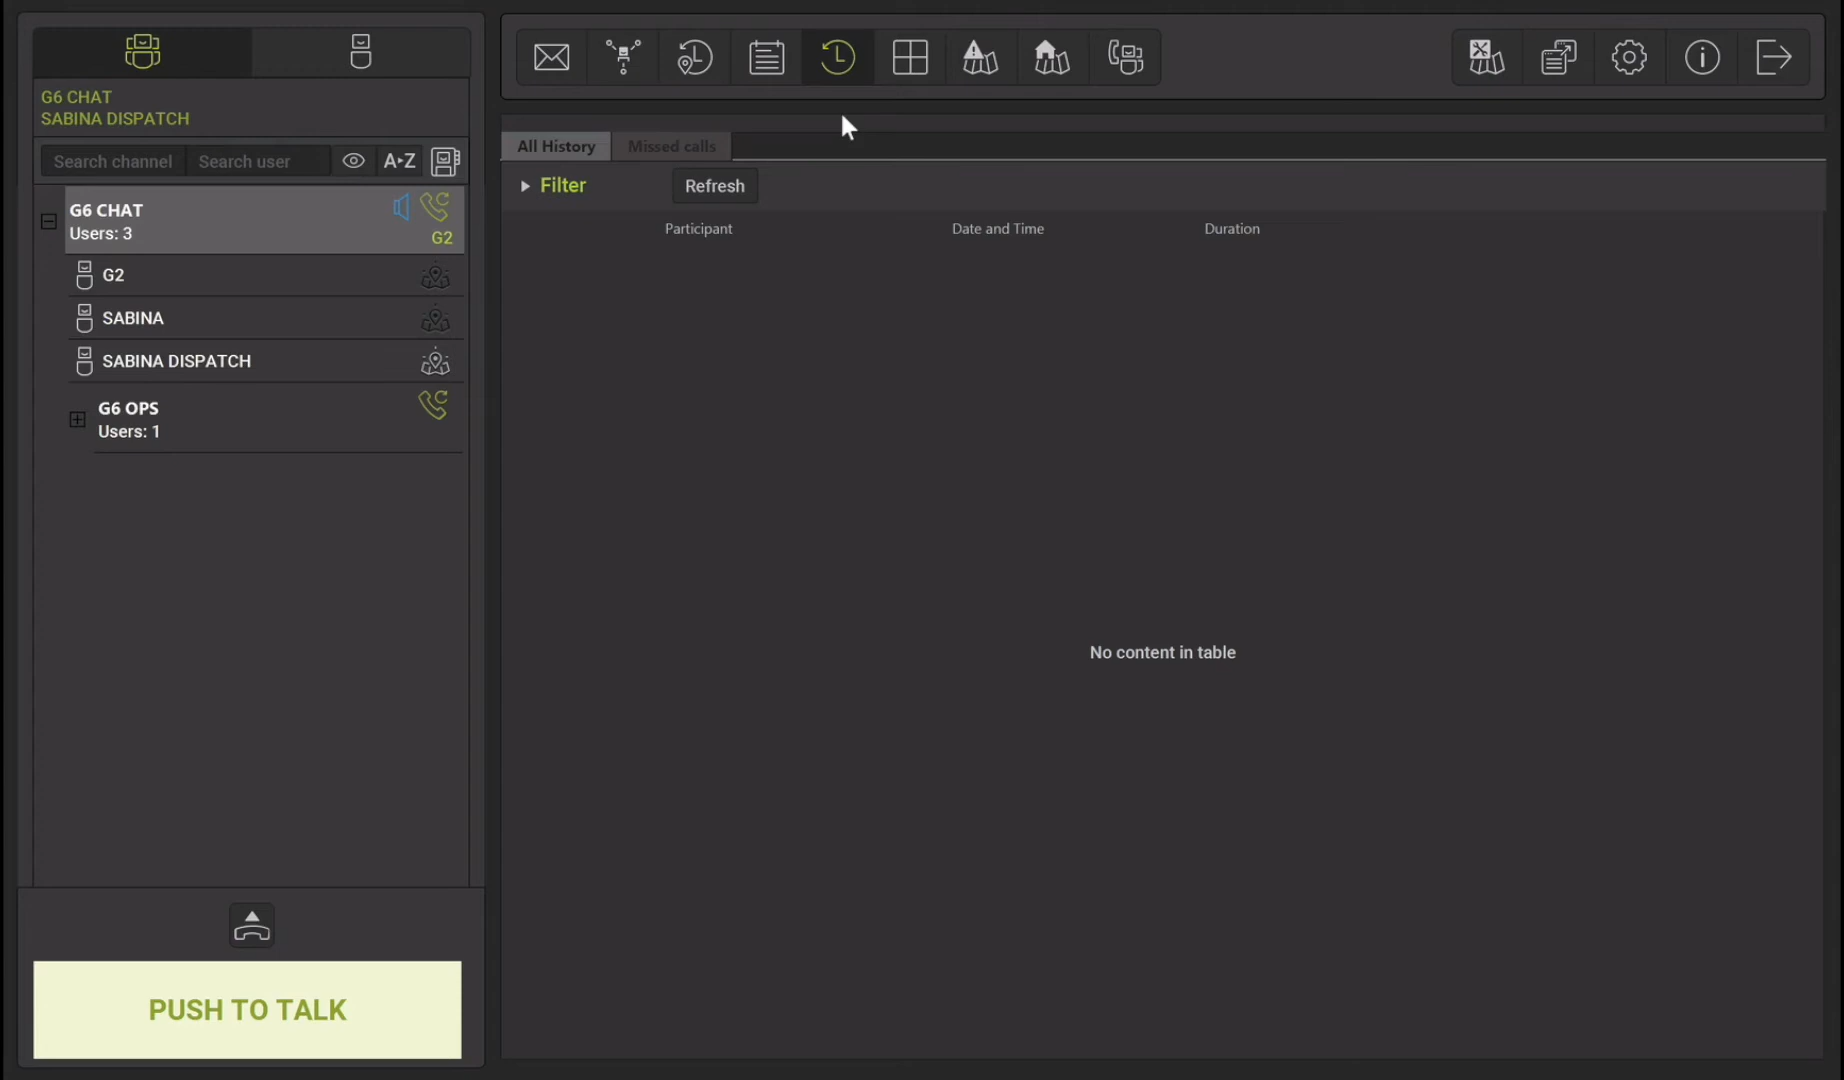 G6 CHAT
SABINA DISPATCH
Search channel
Search user
A▸Z
G6 CHAT
Users: 3
G2
G2
SABINA
SABINA DISPATCH
G6 OPS
Users: 1
PUSH TO TALK
All History
Missed calls
Filter
Refresh
Participant
Date and Time
Duration
No content in table